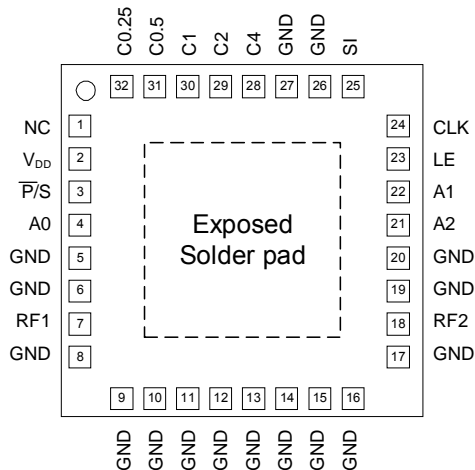 C0.25 C0.5 C1 C2 C4 GND GND SI
32 31 30 29 28 27 26 25
NC 1 24 CLK
VDD 2 23 LE
P̅/S 3 22 A1
A0 4 21 A2
GND 5 20 GND
GND 6 19 GND
RF1 7 18 RF2
GND 8 17 GND
Exposed
Solder pad
9 10 11 12 13 14 15 16
GND GND GND GND GND GND GND GND